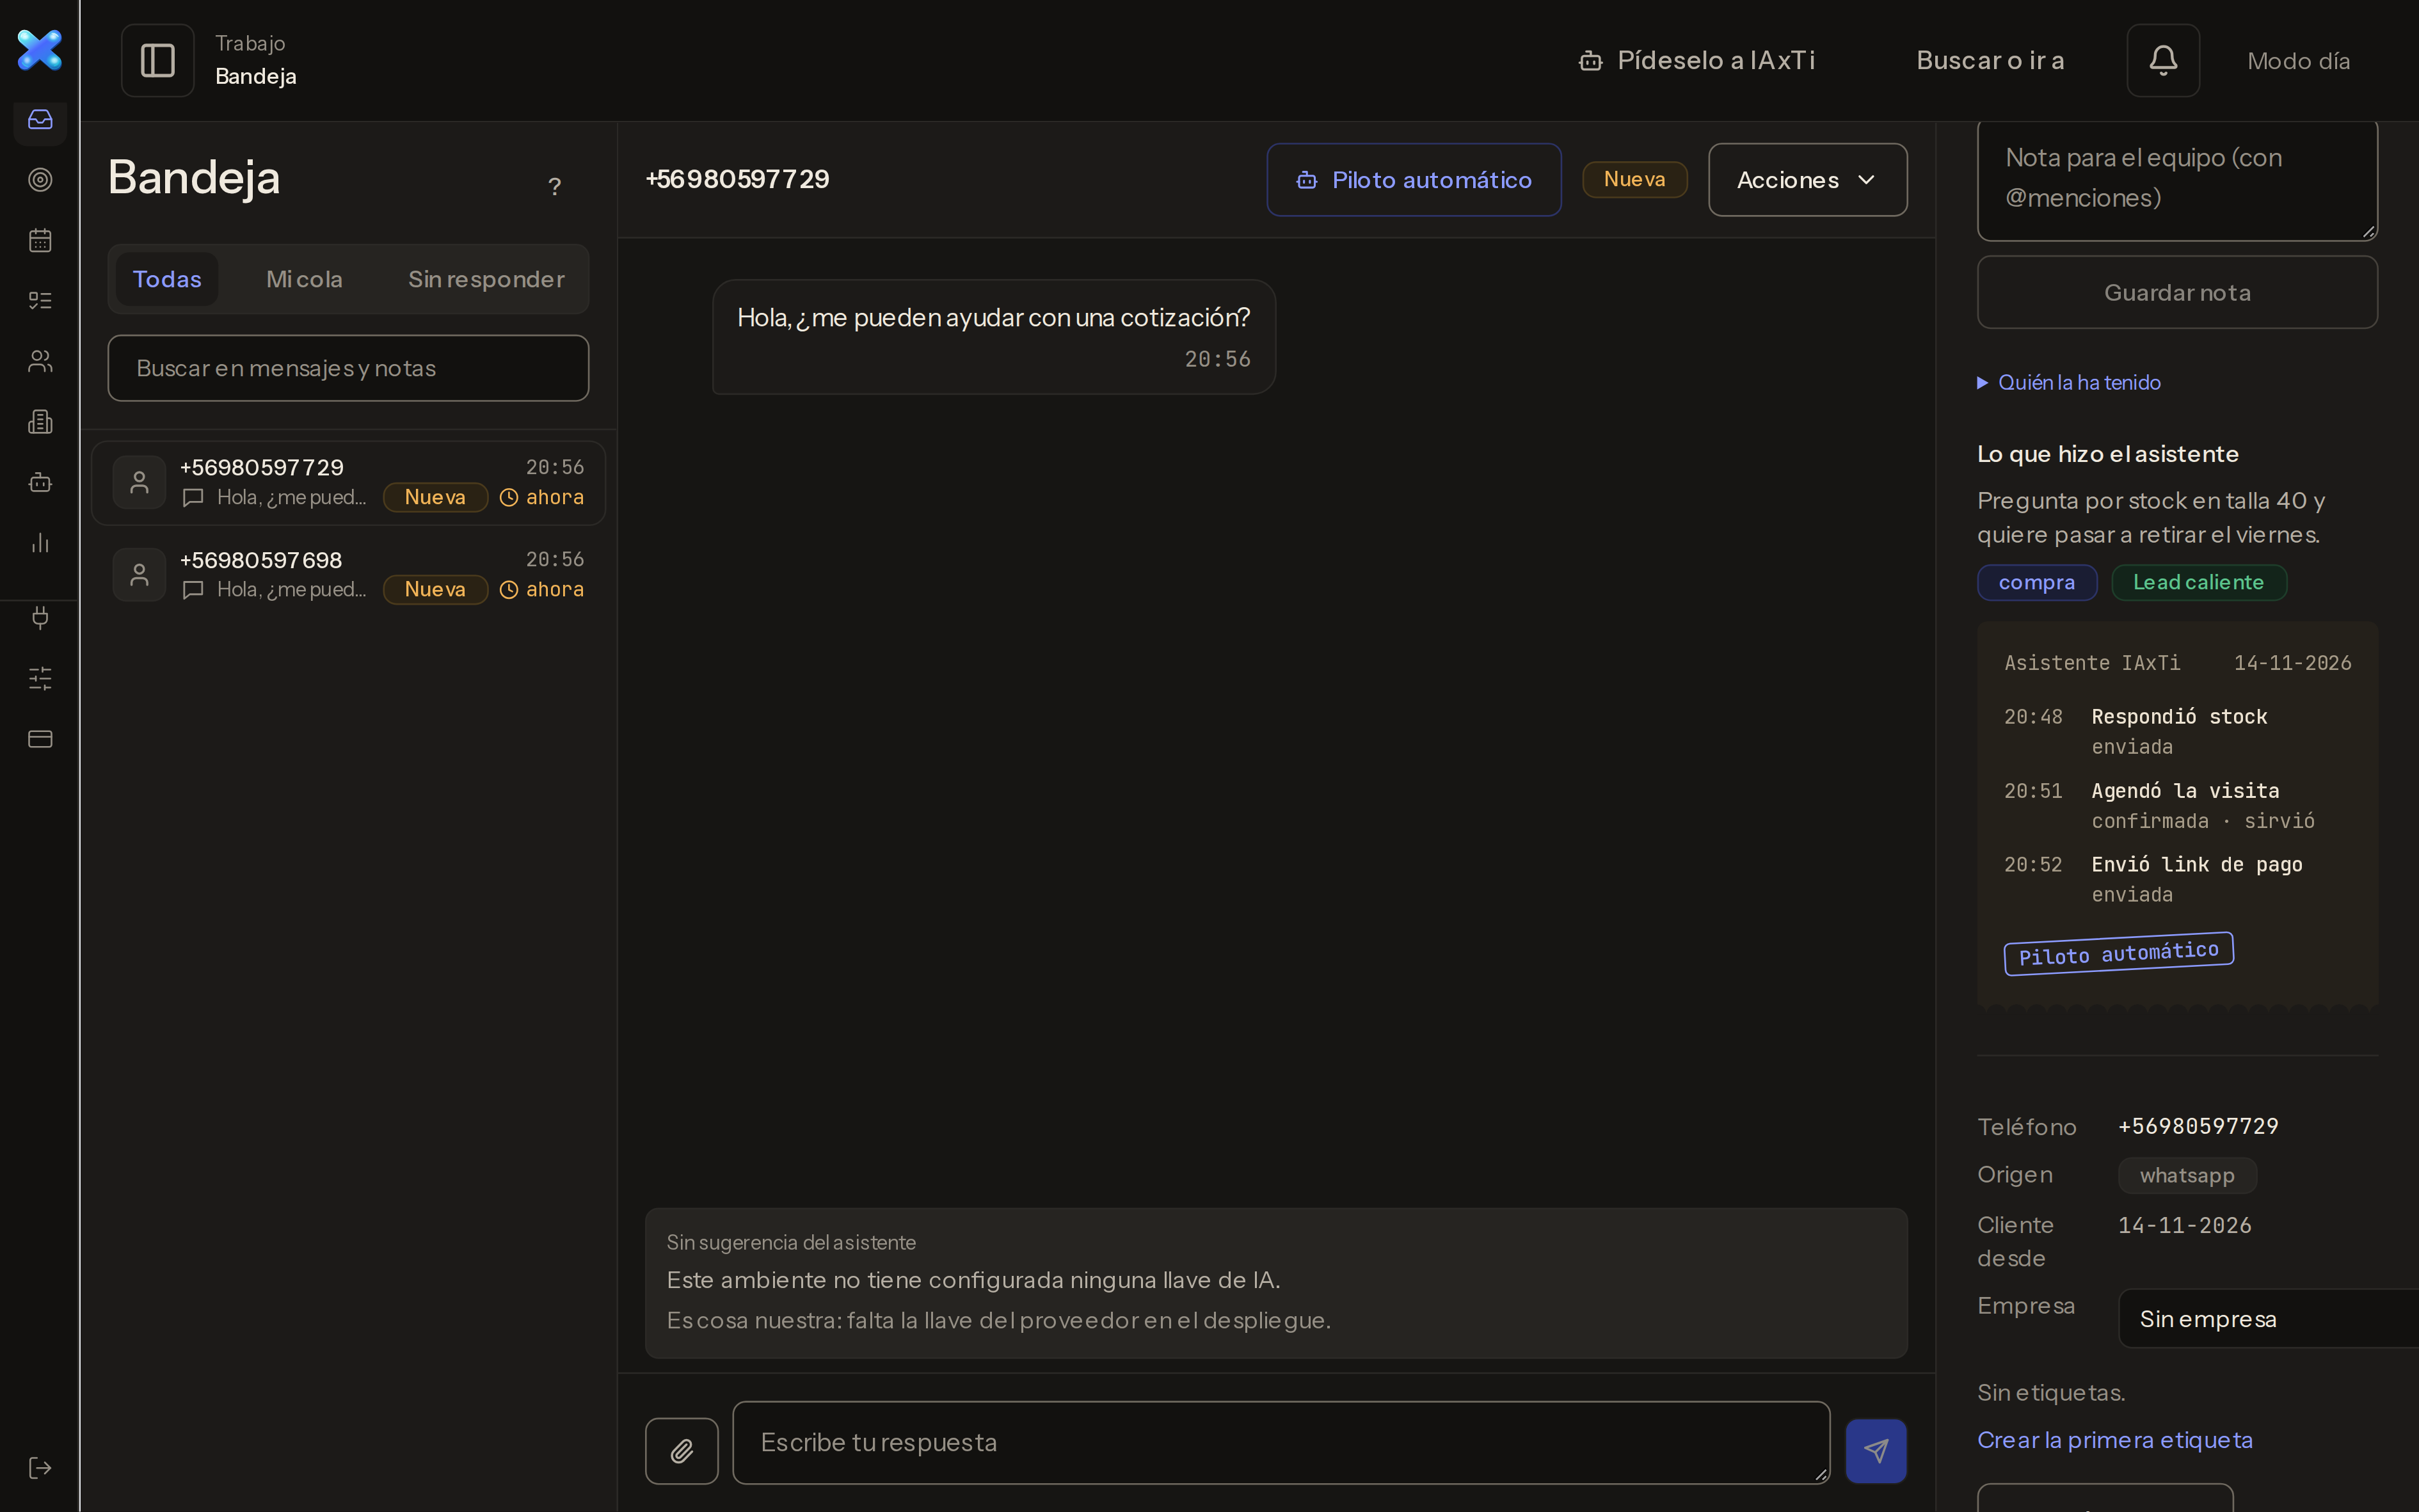 Trabajo
Bandeja
Pídeselo a IAxTi
Buscar o ir a
Modo día
Bandeja
?
Todas
Mi cola
Sin responder
Buscar en mensajes y notas
+56980597729
20:56
Hola, ¿me pued...
Nueva
ahora
+56980597698
20:56
Hola, ¿me pued...
Nueva
ahora
+56980597729
Piloto automático
Nueva
Acciones
Hola, ¿me pueden ayudar con una cotización?
20:56
Sin sugerencia del asistente
Este ambiente no tiene configurada ninguna llave de IA.
Es cosa nuestra: falta la llave del proveedor en el despliegue.
Escribe tu respuesta
Nota para el equipo (con
@menciones)
Guardar nota
Quién la ha tenido
Lo que hizo el asistente
Pregunta por stock en talla 40 y
quiere pasar a retirar el viernes.
compra
Lead caliente
Asistente IAxTi
14-11-2026
20:48
Respondió stock
enviada
20:51
Agendó la visita
confirmada · sirvió
20:52
Envió link de pago
enviada
Piloto automático
Teléfono
+56980597729
Origen
whatsapp
Cliente
desde
14-11-2026
Empresa
Sin empresa
Sin etiquetas.
Crear la primera etiqueta